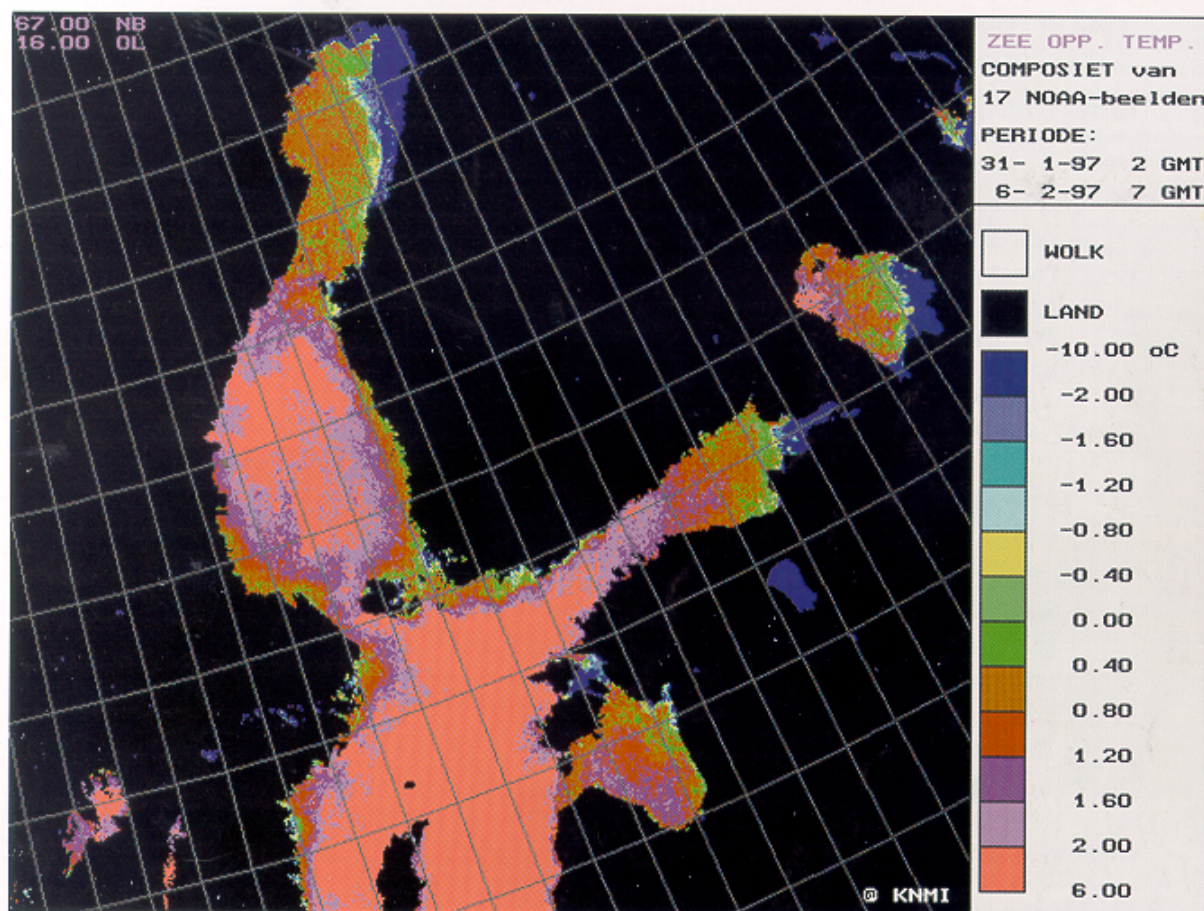 67.00 NB
16.00 OL
ZEE OPP. TEMP.
COMPOSIET van
17 NOAA-beelden
PERIODE:
31- 1-97 2 GMT
6- 2-97 7 GMT
WOLK
LAND
-10.00 oC
-2.00
-1.60
-1.20
-0.80
-0.40
0.00
0.40
0.80
1.20
1.60
2.00
6.00
@ KNMI